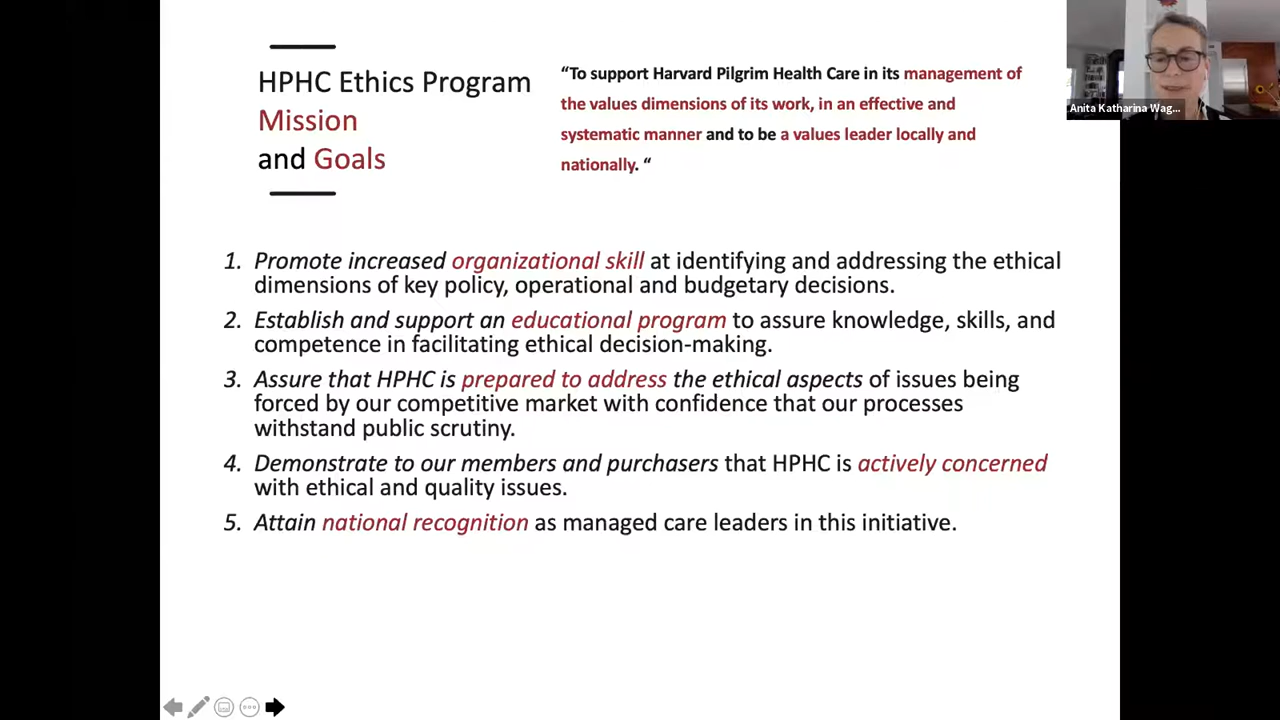 HPHC Ethics Program
Mission
and Goals
“To support Harvard Pilgrim Health Care in its management of
the values dimensions of its work, in an effective and
systematic manner and to be a values leader locally and
nationally. “
Anita Katharina Wag...
1. Promote increased organizational skill at identifying and addressing the ethical
dimensions of key policy, operational and budgetary decisions.
2. Establish and support an educational program to assure knowledge, skills, and
competence in facilitating ethical decision-making.
3. Assure that HPHC is prepared to address the ethical aspects of issues being
forced by our competitive market with confidence that our processes
withstand public scrutiny.
4. Demonstrate to our members and purchasers that HPHC is actively concerned
with ethical and quality issues.
5. Attain national recognition as managed care leaders in this initiative.